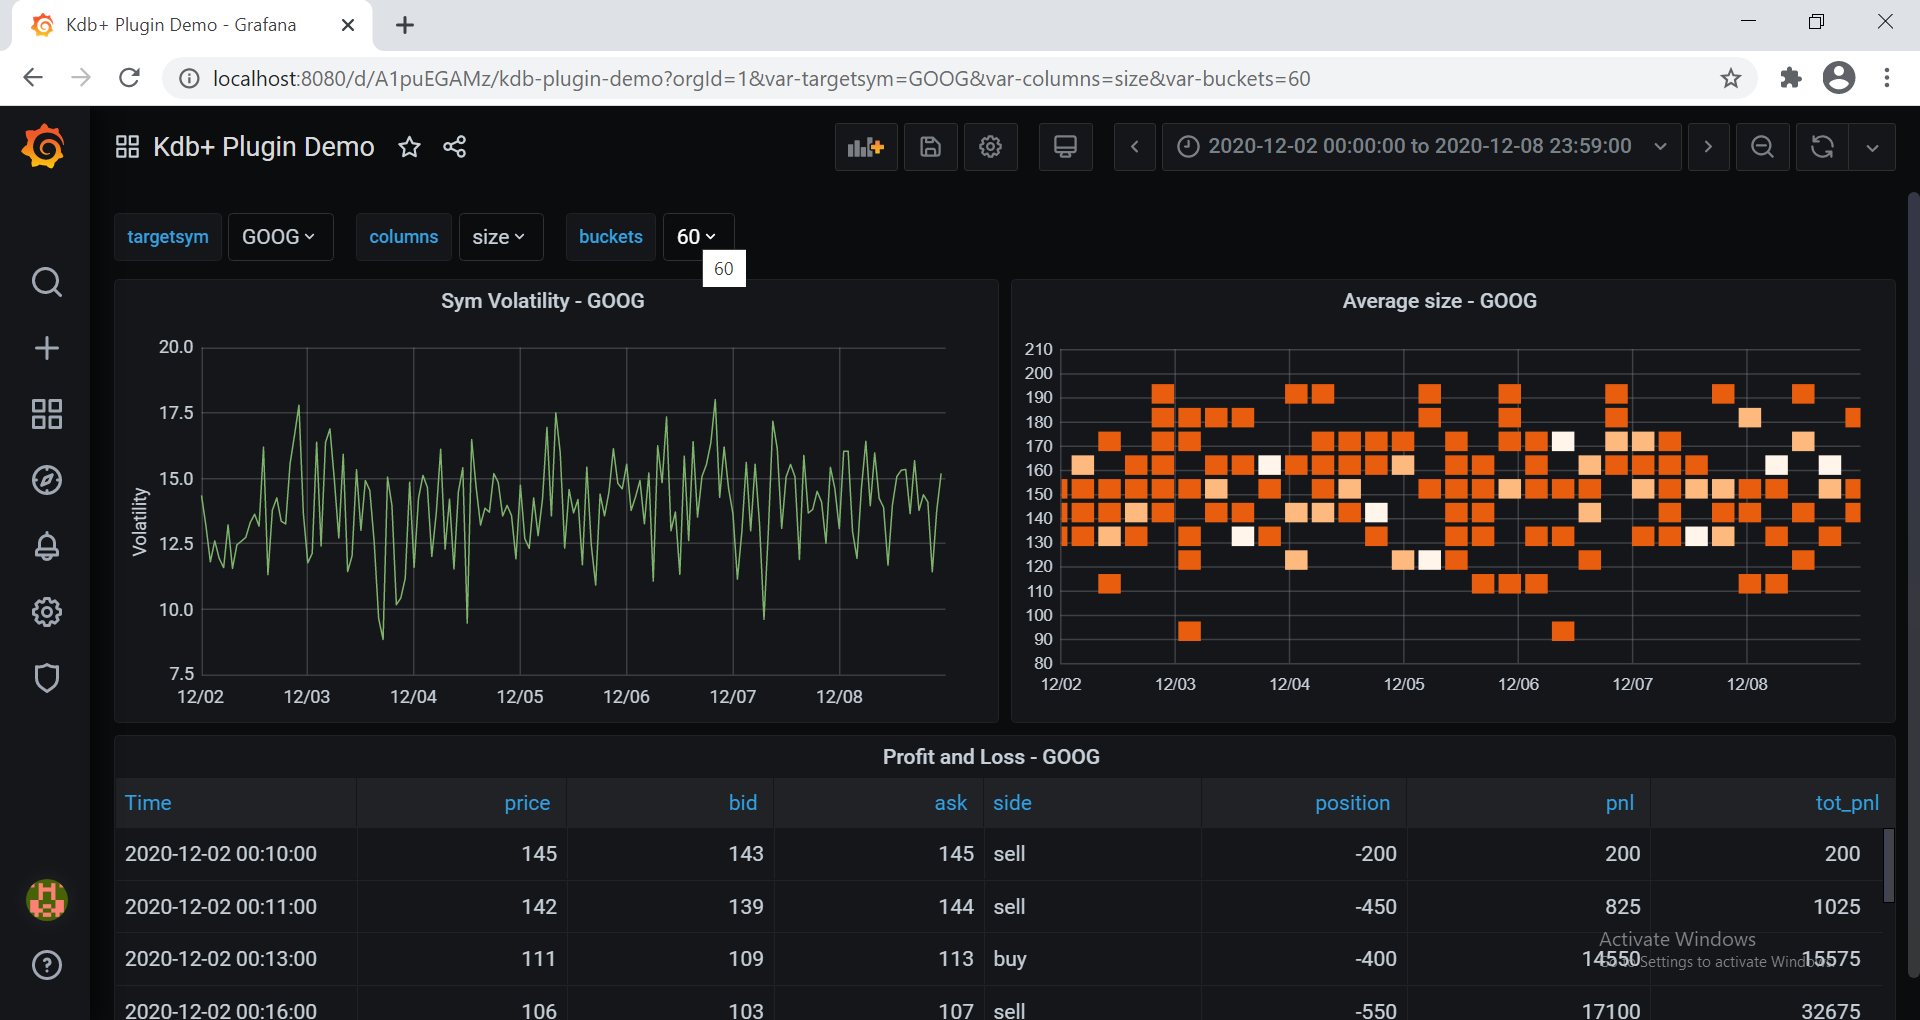 Kdb+ Plugin Demo - Grafana
localhost:8080/d/A1puEGAMz/kdb-plugin-demo?orgId=1&var-targetsym=GOOG&var-columns=size&var-buckets=60
Kdb+ Plugin Demo
2020-12-02 00:00:00 to 2020-12-08 23:59:00
targetsym GOOG columns size buckets 60
60
Sym Volatility - GOOG
Volatility
20.0
17.5
15.0
12.5
10.0
7.5
12/02 12/03 12/04 12/05 12/06 12/07 12/08
Average size - GOOG
210
200
190
180
170
160
150
140
130
120
110
100
90
80
12/02 12/03 12/04 12/05 12/06 12/07 12/08
Profit and Loss - GOOG
Time price bid ask side position pnl tot_pnl
2020-12-02 00:10:00 145 143 145 sell -200 200 200
2020-12-02 00:11:00 142 139 144 sell -450 825 1025
2020-12-02 00:13:00 111 109 113 buy -400 14550 15575
2020-12-02 00:16:00 106 103 107 sell -550 17100 32675
Activate Windows
Go to Settings to activate Windows.